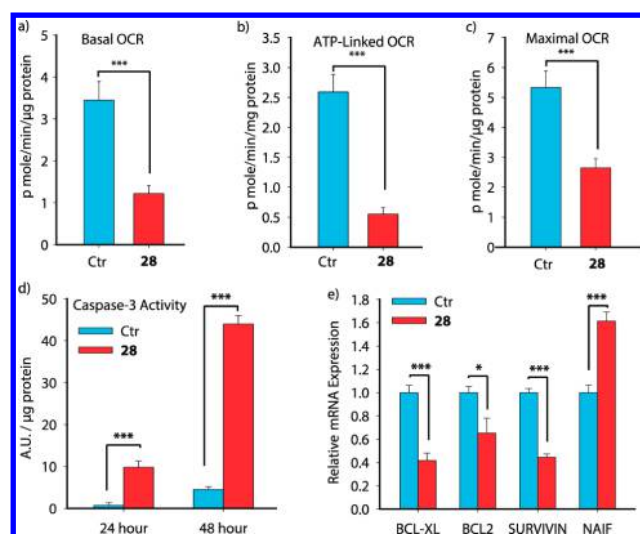 a)
Basal OCR
***
p mole/min/μg protein
5
4
3
2
1
0
Ctr
28
b)
ATP-Linked OCR
***
p mole/min/mg protein
3.5
3.0
2.5
2.0
1.5
1.0
0.5
0.0
Ctr
28
c)
Maximal OCR
***
p mole/min/μg protein
7
6
5
4
3
2
1
0
Ctr
28
d)
Caspase-3 Activity
Ctr
28
***
***
A.U. / μg protein
50
40
30
20
10
0
24 hour
48 hour
e)
Ctr
28
***
*
***
***
Relative mRNA Expression
1.8
1.6
1.2
1.0
0.8
0.6
0.4
0.2
0.0
BCL-XL
BCL2
SURVIVIN
NAIF